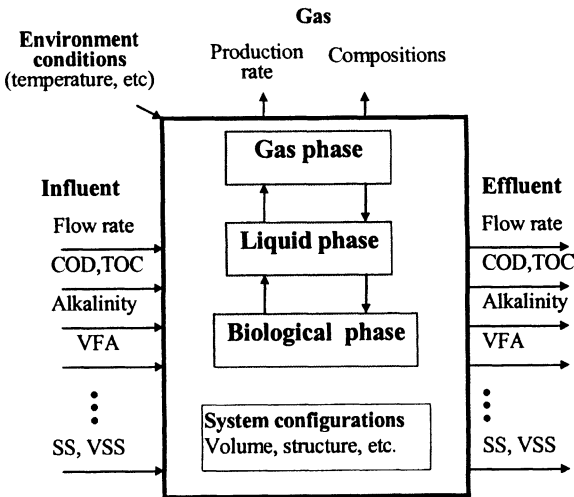 Gas
Environment
conditions
(temperature, etc)
Production
rate
Compositions
Gas phase
Influent
Effluent
Flow rate
Liquid phase
Flow rate
COD,TOC
COD,TOC
Alkalinity
Alkalinity
Biological phase
VFA
VFA
System configurations
Volume, structure, etc.
SS, VSS
SS, VSS